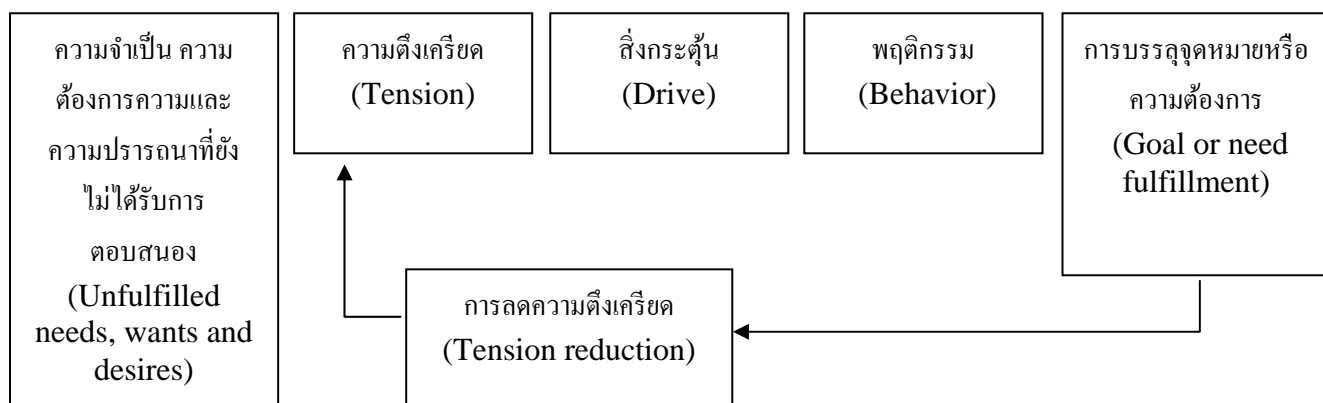 ความจำเป็น ความ
ต้องการความและ
ความปรารถนาที่ยัง
ไม่ได้รับการ
ตอบสนอง
(Unfulfilled
needs, wants and
desires)
ความตึงเครียด
(Tension)
สิ่งกระตุ้น
(Drive)
พฤติกรรม
(Behavior)
การบรรลุจุดหมายหรือ
ความต้องการ
(Goal or need
fulfillment)
การลดความตึงเครียด
(Tension reduction)